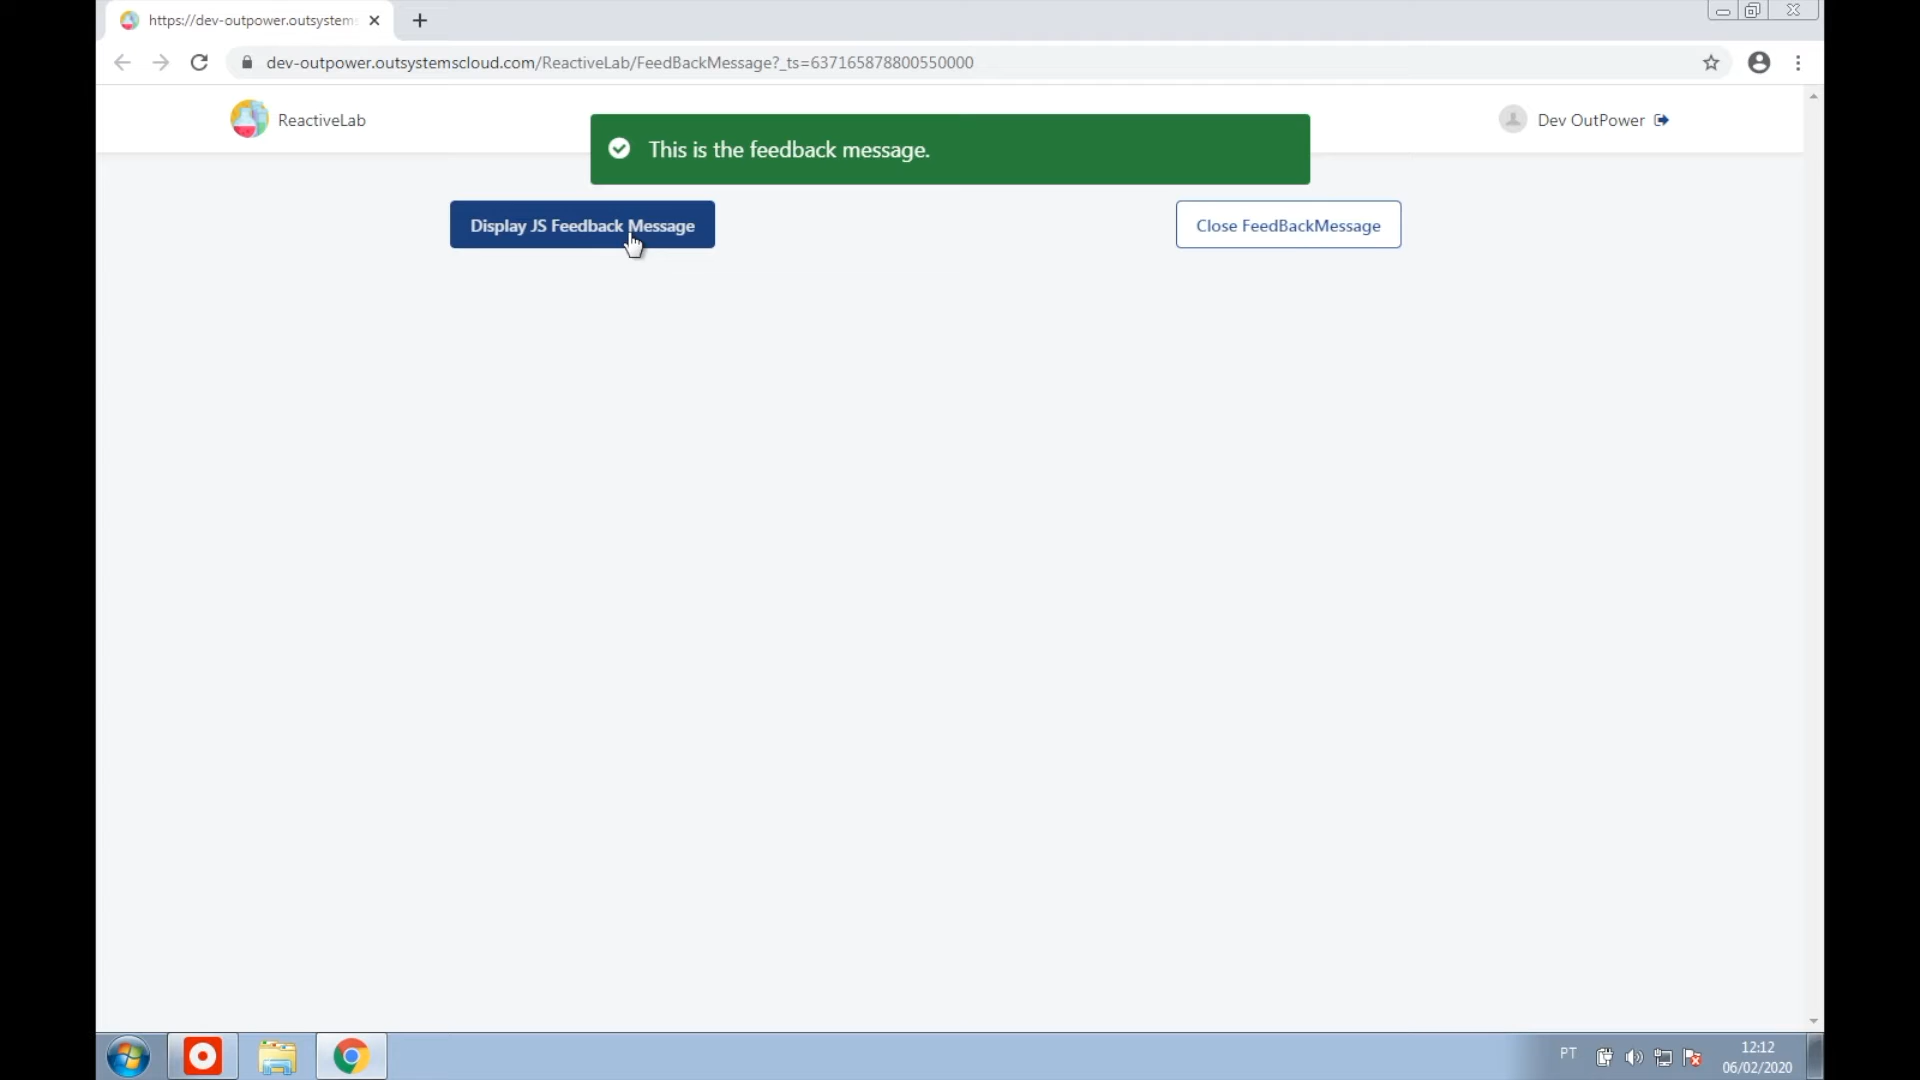 https://dev-outpower.outsystems
dev-outpower.outsystemscloud.com/ReactiveLab/FeedBackMessage?_ts=637165878800550000
ReactiveLab
This is the feedback message.
Dev OutPower
Display JS Feedback Message
Close FeedBackMessage
PT
12:12
06/02/2020